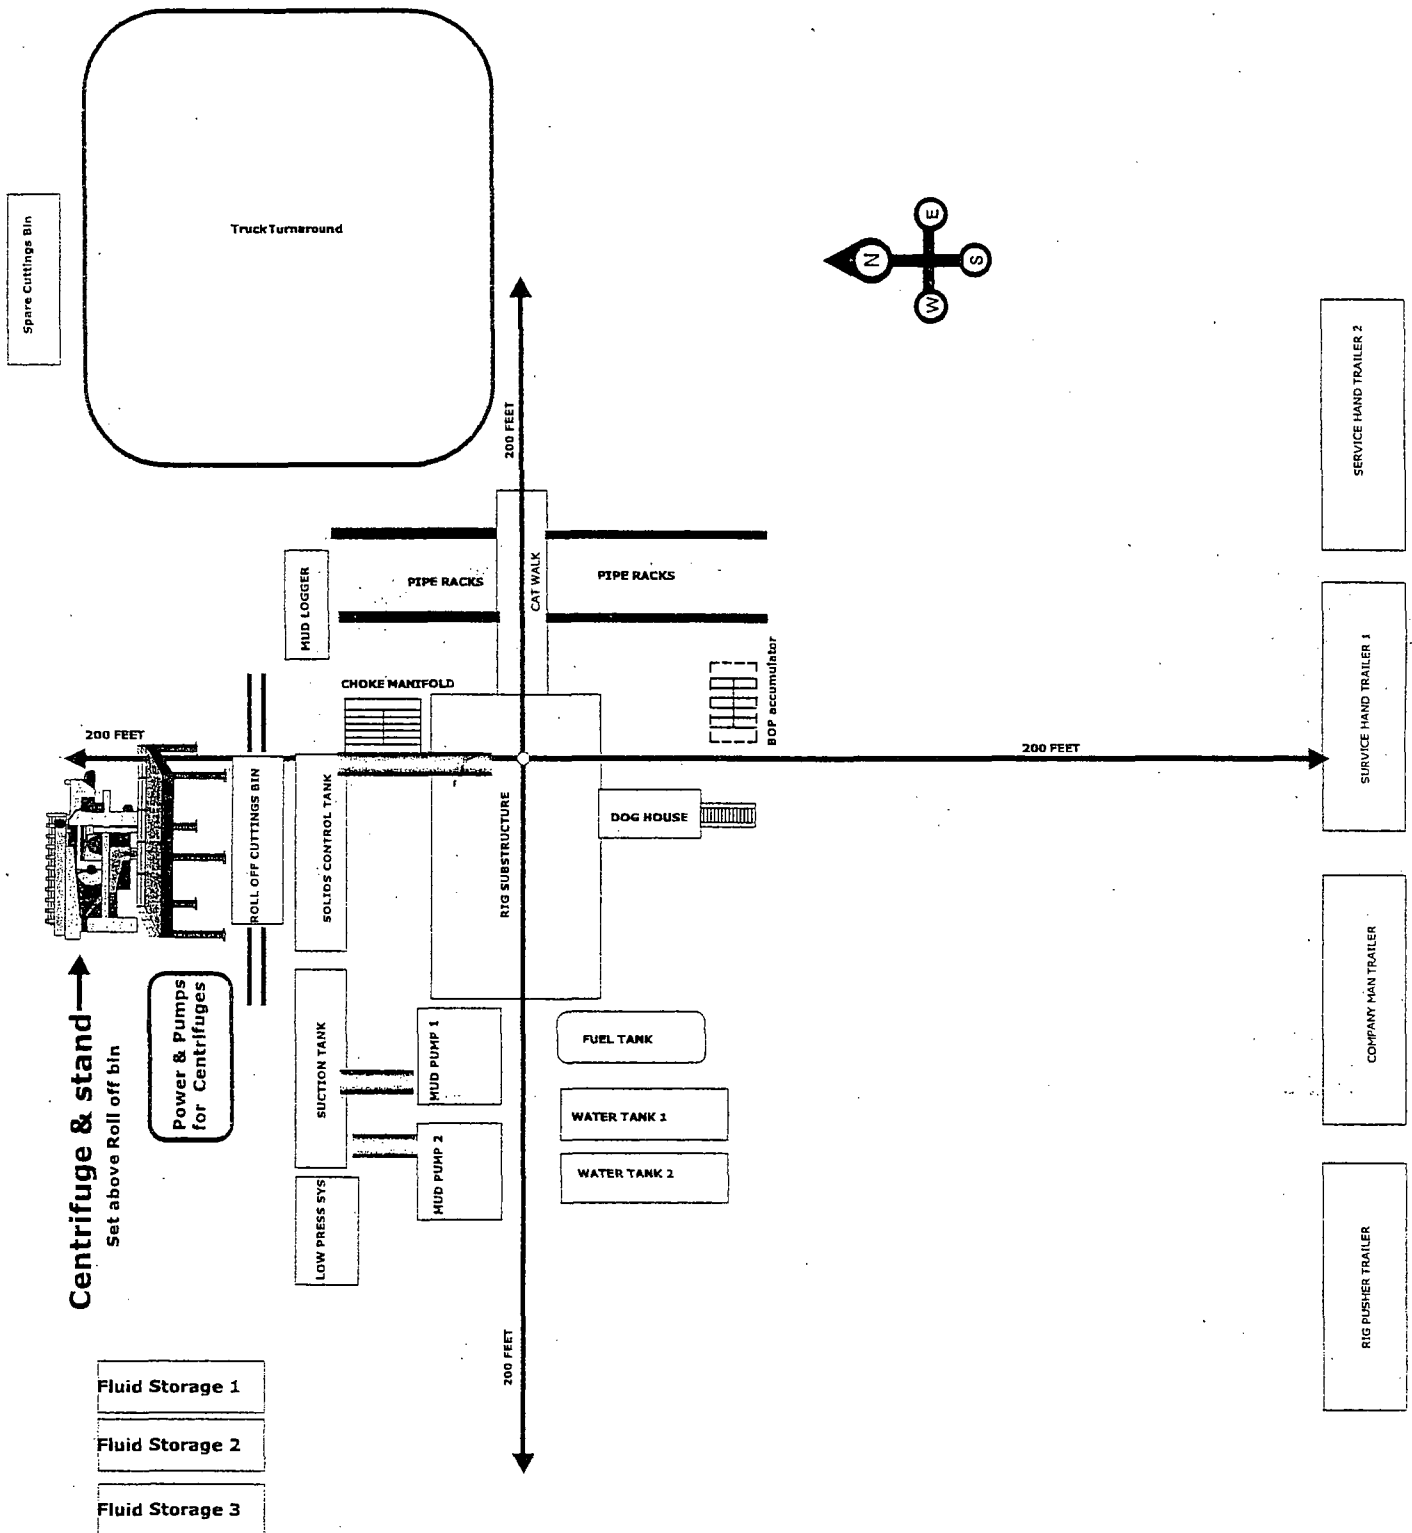 Spare Cuttings Bin
Truck Turnaround
N
E
S
W
200 FEET
SERVICE HAND TRAILER 2
MUD LOGGER
PIPE RACKS
CAT WALK
PIPE RACKS
SURVICE HAND TRAILER 1
CHOKE MANIFOLD
BOP accumulator
200 FEET
200 FEET
ROLL OFF CUTTINGS BIN
SOLIDS CONTROL TANK
RIG SUBSTRUCTURE
DOG HOUSE
COMPANY MAN TRAILER
Centrifuge & stand
Set above Roll off bin
Power & Pumps
for Centrifuges
SUCTION TANK
MUD PUMP 1
FUEL TANK
WATER TANK 1
MUD PUMP 2
WATER TANK 2
LOW PRESS SYS
RIG PUSHER TRAILER
200 FEET
Fluid Storage 1
Fluid Storage 2
Fluid Storage 3